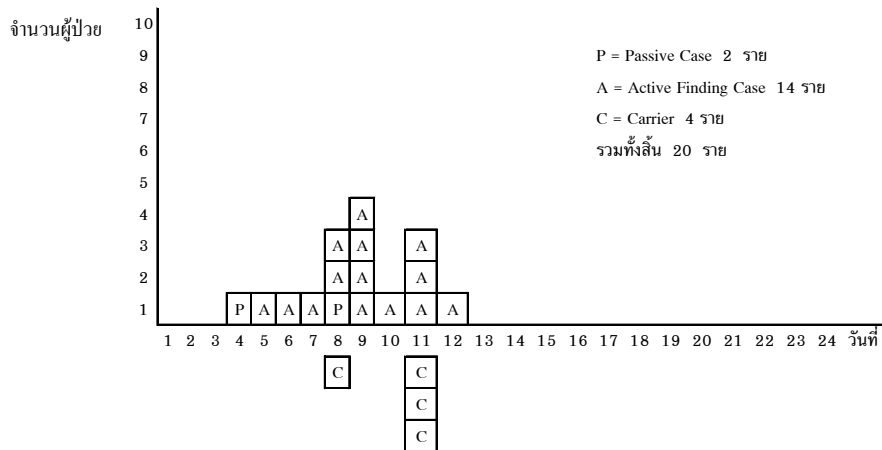 จำนวนผู้ป่วย
10
9
P = Passive Case 2 ราย
8
A = Active Finding Case 14 ราย
7
C = Carrier 4 ราย
6
รวมทั้งสิ้น 20 ราย
5
4 A
3 A A A
2 A A A
1 P A A A P A A A A
1 2 3 4 5 6 7 8 9 10 11 12 13 14 15 16 17 18 19 20 21 22 23 24 วันที่
C C
C
C